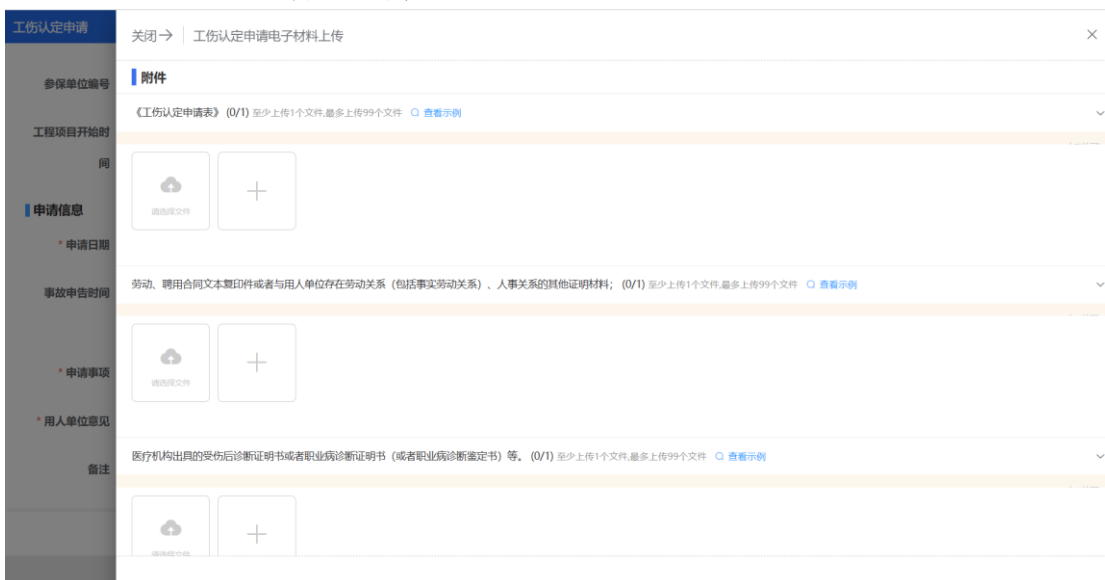 工伤认定申请
关闭→ 工伤认定申请电子材料上传
附件
参保单位编号
《工伤认定申请表》 (0/1) 至少上传1个文件,最多上传99个文件 查看示例
工程项目开始时
间
请选择文件
申请信息
* 申请日期
劳动、聘用合同文本复印件或者与用人单位存在劳动关系（包括事实劳动关系）、人事关系的其他证明材料； (0/1) 至少上传1个文件,最多上传99个文件 查看示例
事故申告时间
* 申请事项
请选择文件
* 用人单位意见
医疗机构出具的受伤后诊断证明书或者职业病诊断证明书（或者职业病诊断鉴定书）等。 (0/1) 至少上传1个文件,最多上传99个文件 查看示例
备注